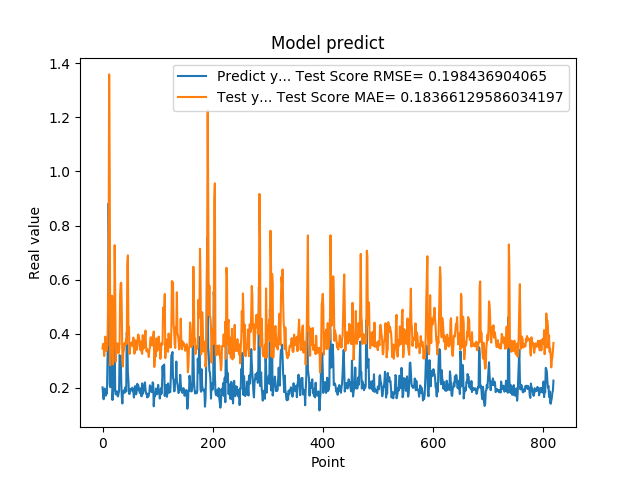 Model predict
Predict y... Test Score RMSE= 0.198436904065
Test y... Test Score MAE= 0.18366129586034197
Real value
1.4
1.2
1.0
0.8
0.6
0.4
0.2
0 200 400 600 800
Point